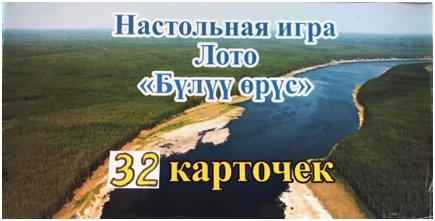 Настольная игра
Лото
«Бүлүү өрүс»
32 карточек